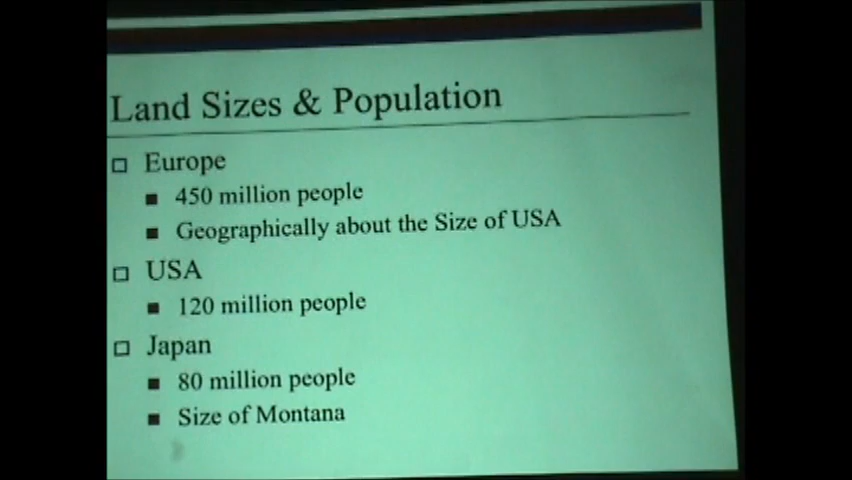 Land Sizes & Population
Europe
450 million people
Geographically about the Size of USA
USA
120 million people
Japan
80 million people
Size of Montana